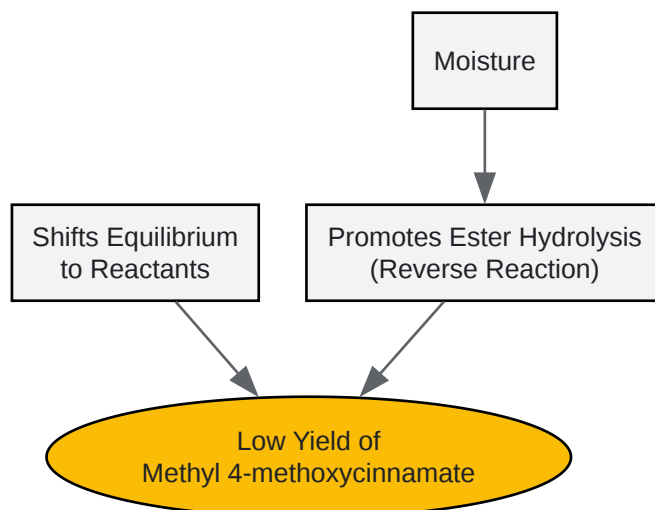 Moisture
Shifts Equilibrium
to Reactants
Promotes Ester Hydrolysis
(Reverse Reaction)
Low Yield of
Methyl 4-methoxycinnamate